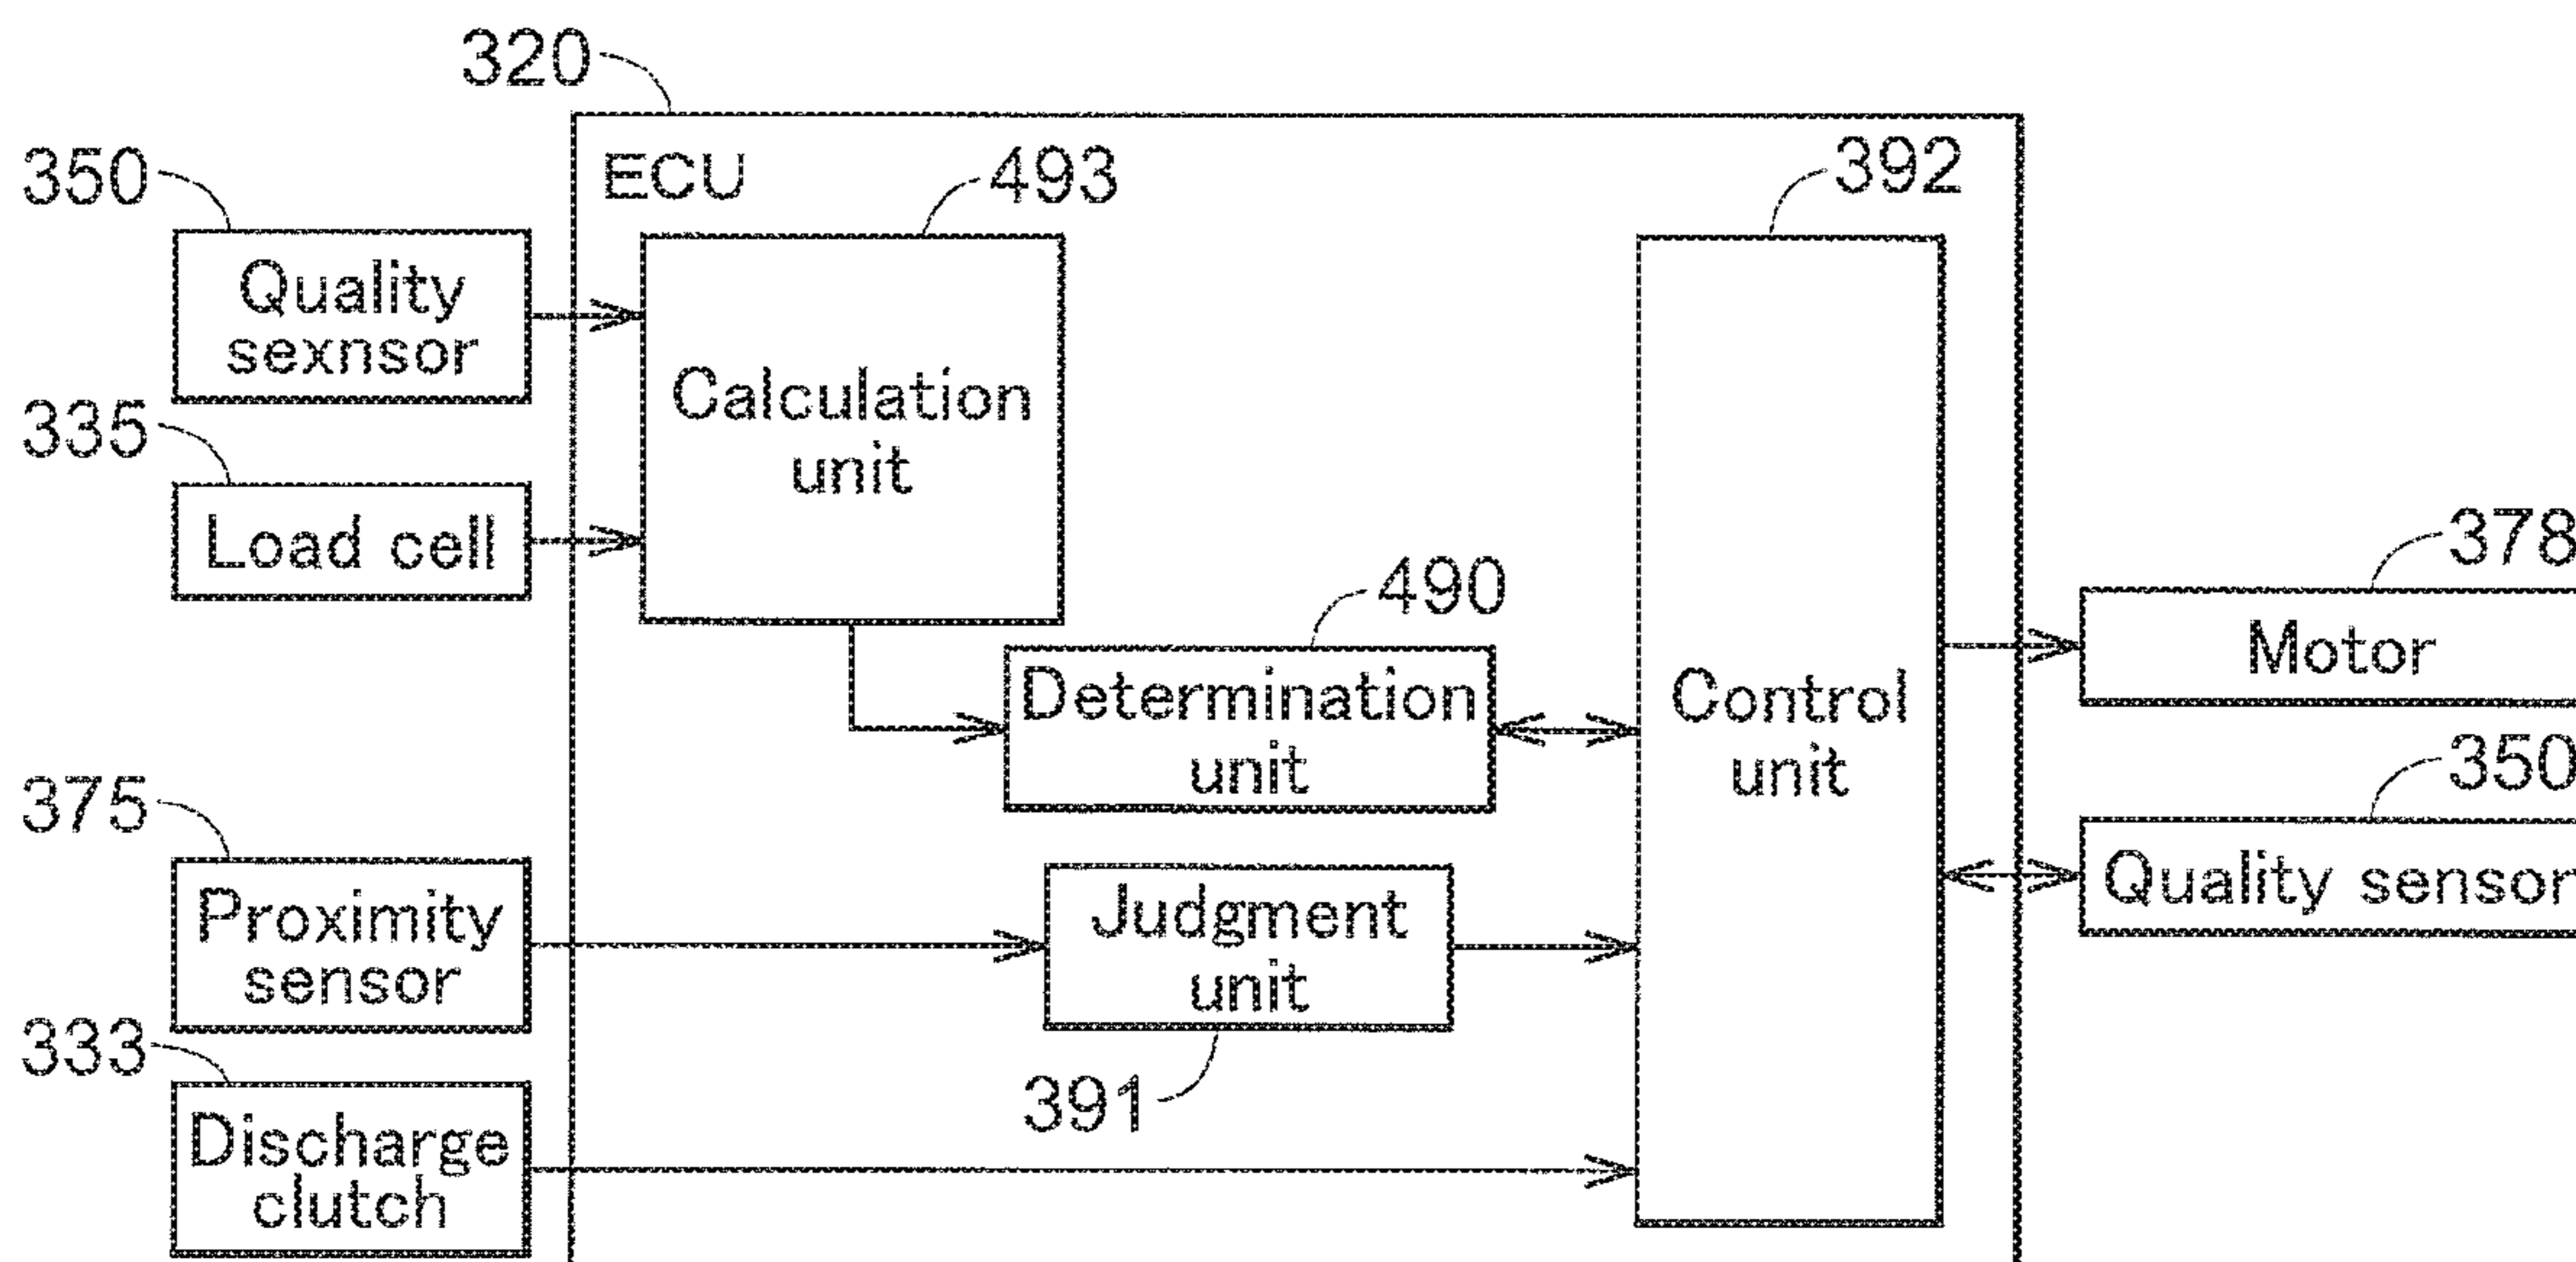 320
350
ECU
493
392
Quality
sexnsor
Calculation
unit
335
Load cell
378
490
Motor
Determination
unit
Control
unit
350
375
Quality sensor
Proximity
sensor
Judgment
unit
333
391
Discharge
clutch